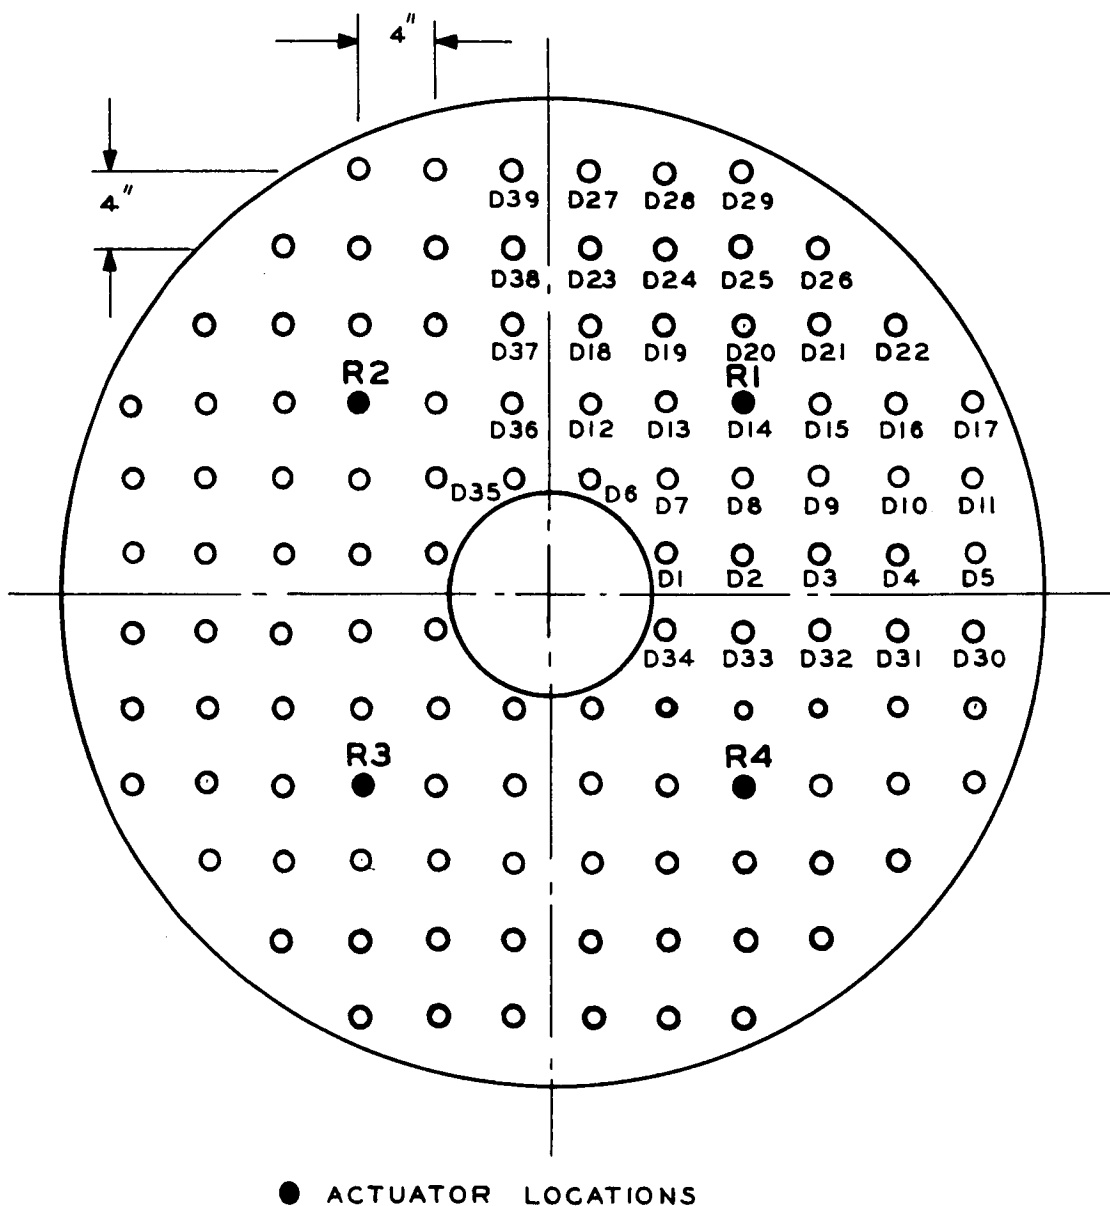 4"
4"
D39 D27 D28 D29
D38 D23 D24 D25 D26
D37 D18 D19 D20 D21 D22
R2 R1
D36 D12 D13 D14 D15 D16 D17
D35 D6 D7 D8 D9 D10 D11
D1 D2 D3 D4 D5
D34 D33 D32 D31 D30
R3 R4
ACTUATOR LOCATIONS